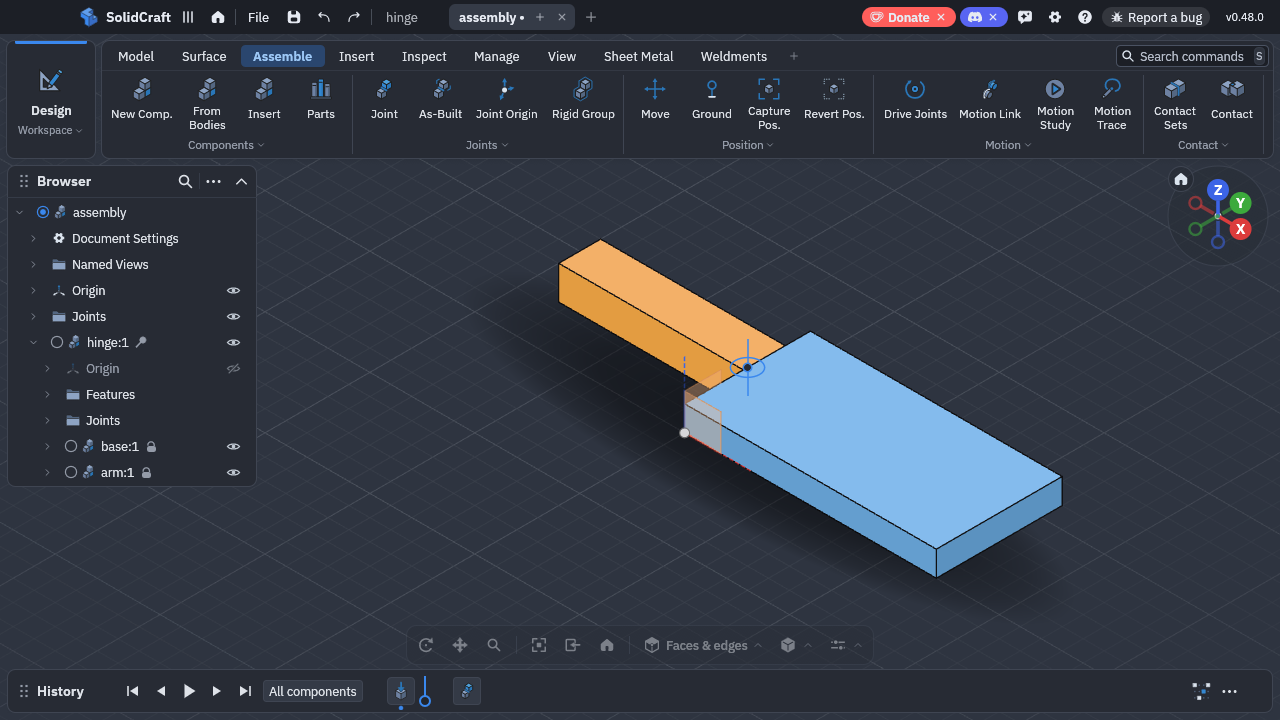 SolidCraft
File
hinge
assembly •
Donate
Report a bug
v0.48.0
Design
Workspace
Model
Surface
Assemble
Insert
Inspect
Manage
View
Sheet Metal
Weldments
Search commands
S
New Comp.
From Bodies
Insert
Parts
Components
Joint
As-Built
Joint Origin
Rigid Group
Joints
Move
Ground
Capture Pos.
Revert Pos.
Position
Drive Joints
Motion Link
Motion Study
Motion Trace
Motion
Contact Sets
Contact
Contact
Browser
assembly
Document Settings
Named Views
Origin
Joints
hinge:1
Origin
Features
Joints
base:1
arm:1
Z
Y
X
Faces & edges
History
All components